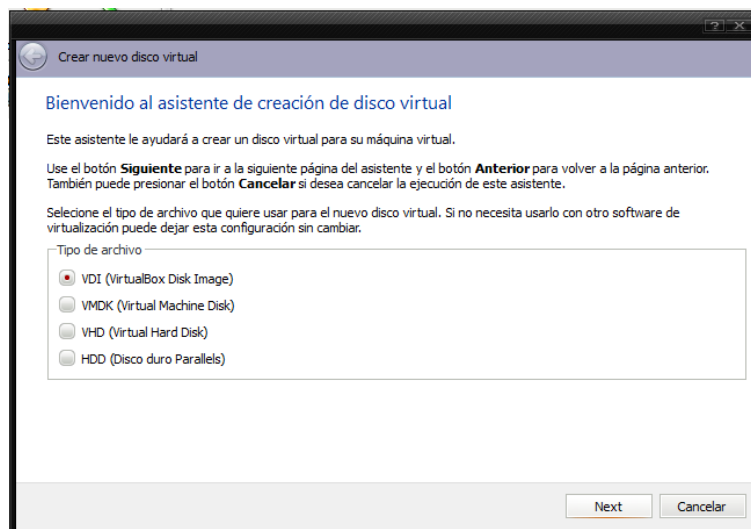 Crear nuevo disco virtual
Bienvenido al asistente de creación de disco virtual
Este asistente le ayudará a crear un disco virtual para su máquina virtual.
Use el botón Siguiente para ir a la siguiente página del asistente y el botón Anterior para volver a la página anterior.
También puede presionar el botón Cancelar si desea cancelar la ejecución de este asistente.
Selecione el tipo de archivo que quiere usar para el nuevo disco virtual. Si no necesita usarlo con otro software de
virtualización puede dejar esta configuración sin cambiar.
Tipo de archivo
VDI (VirtualBox Disk Image)
VMDK (Virtual Machine Disk)
VHD (Virtual Hard Disk)
HDD (Disco duro Parallels)
Next Cancelar